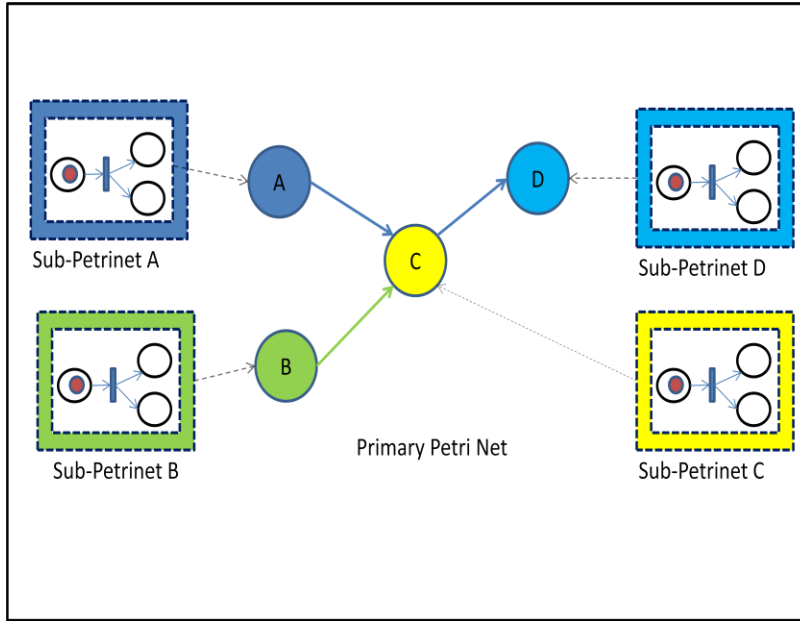 A
D
Sub-Petrinet A
C
Sub-Petrinet D
B
Primary Petri Net
Sub-Petrinet B
Sub-Petrinet C